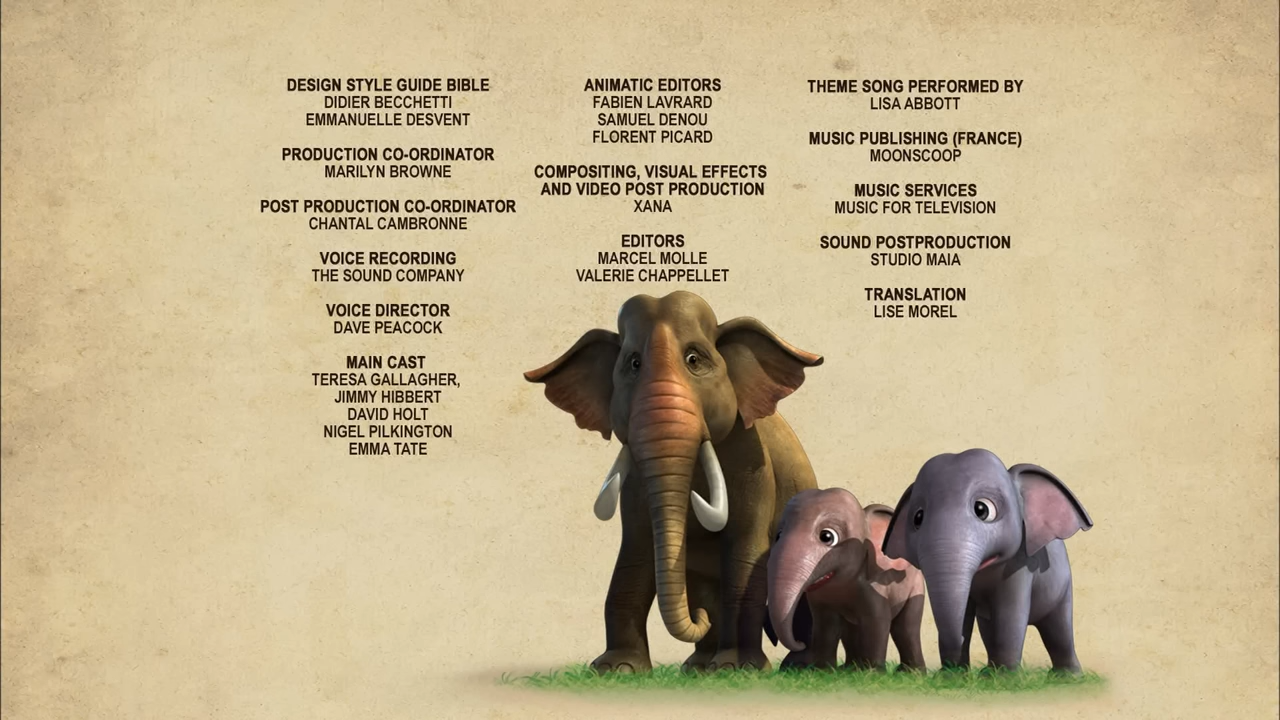 DESIGN STYLE GUIDE BIBLE
DIDIER BECCHETTI
EMMANUELLE DESVENT
PRODUCTION CO-ORDINATOR
MARILYN BROWNE
POST PRODUCTION CO-ORDINATOR
CHANTAL CAMBRONNE
VOICE RECORDING
THE SOUND COMPANY
VOICE DIRECTOR
DAVE PEACOCK
MAIN CAST
TERESA GALLAGHER,
JIMMY HIBBERT
DAVID HOLT
NIGEL PILKINGTON
EMMA TATE
ANIMATIC EDITORS
FABIEN LAVRARD
SAMUEL DENOU
FLORENT PICARD
COMPOSITING, VISUAL EFFECTS
AND VIDEO POST PRODUCTION
XANA
EDITORS
MARCEL MOLLE
VALERIE CHAPPELLET
THEME SONG PERFORMED BY
LISA ABBOTT
MUSIC PUBLISHING (FRANCE)
MOONSCOOP
MUSIC SERVICES
MUSIC FOR TELEVISION
SOUND POSTPRODUCTION
STUDIO MAIA
TRANSLATION
LISE MOREL